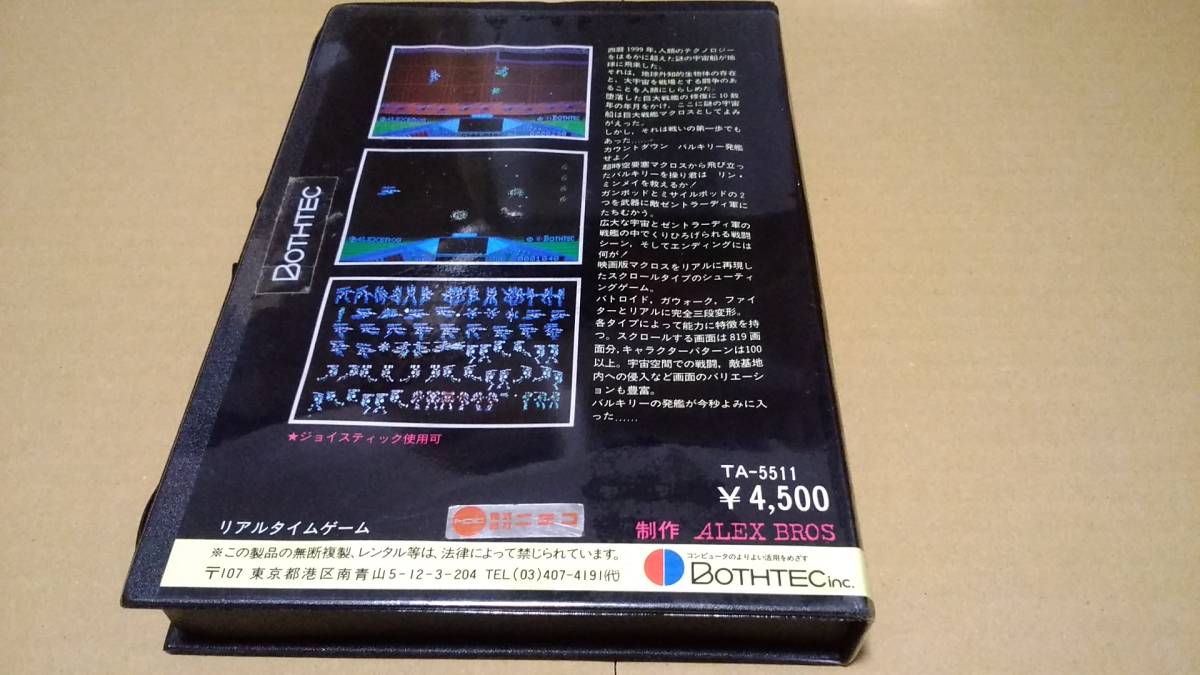 西暦1999年，人類のテクノロジー
をはるかに超えた謎の宇宙船が地
球に飛来した。
それは，地球外知的生物体の存在
と，大宇宙を戦場とする闘争のあ
ることを人類にしらしめた。
堕落した巨大戦艦の修復に10数
年の年月をかけ，ここに謎の宇宙
船は巨大戦艦マクロスとしてよみ
がえった。
しかし，それは戦いの第一歩でも
あった……
カウントダウン バルキリー発艦
せよ！
超時空要塞マクロスから飛び立っ
たバルキリーを操り君は リン・
ミンメイを救えるか！
ガンポッドとミサイルポッドの2
つを武器に敵ゼントラーディ軍に
たちむかう。
広大な宇宙とゼントラーディ軍の
戦艦の中でくりひろげられる戦闘
シーン，そしてエンディングには
何が！
映画版マクロスをリアルに再現し
たスクロールタイプのシューティ
ングゲーム。
バトロイド，ガウォーク，ファイ
ターとリアルに完全三段変形。
各タイプによって能力に特徴を持
つ。スクロールする画面は819画
面分，キャラクターパターンは100
以上。宇宙空間での戦闘，敵基地
内への侵入など画面のバリエーシ
ョンも豊富。
バルキリーの発艦が今秒よみに入
った……
BOTHTEC
BOTHTEC
BOTHTEC
★ジョイスティック使用可
TA-5511
¥4,500
リアルタイムゲーム
株式会社 ニデコ
制作 ALEX BROS
※この製品の無断複製、レンタル等は、法律によって禁じられています。
〒107 東京都港区南青山5-12-3-204 TEL(03)407-4191(代)
コンピュータのよりよい活用をめざす
BOTHTEC inc.